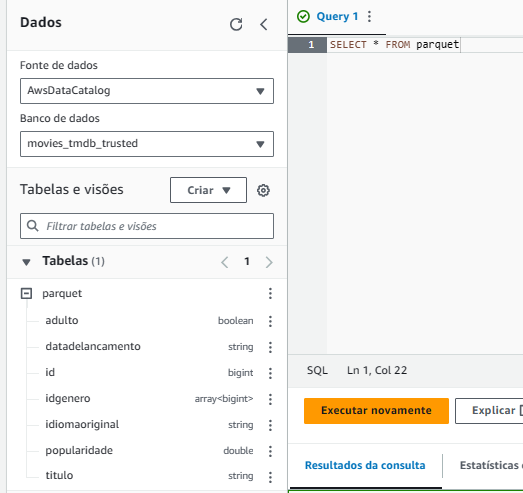 Dados
Fonte de dados
AwsDataCatalog
Banco de dados
movies_tmdb_trusted
Tabelas e visões
Criar
Filtrar tabelas e visões
Tabelas (1)
1
parquet
adulto boolean
datadelancamento string
id bigint
idgenero array<bigint>
idiomaoriginal string
popularidade double
titulo string
Query 1
1 SELECT * FROM parquet
SQL Ln 1, Col 22
Executar novamente
Explicar
Resultados da consulta
Estatísticas